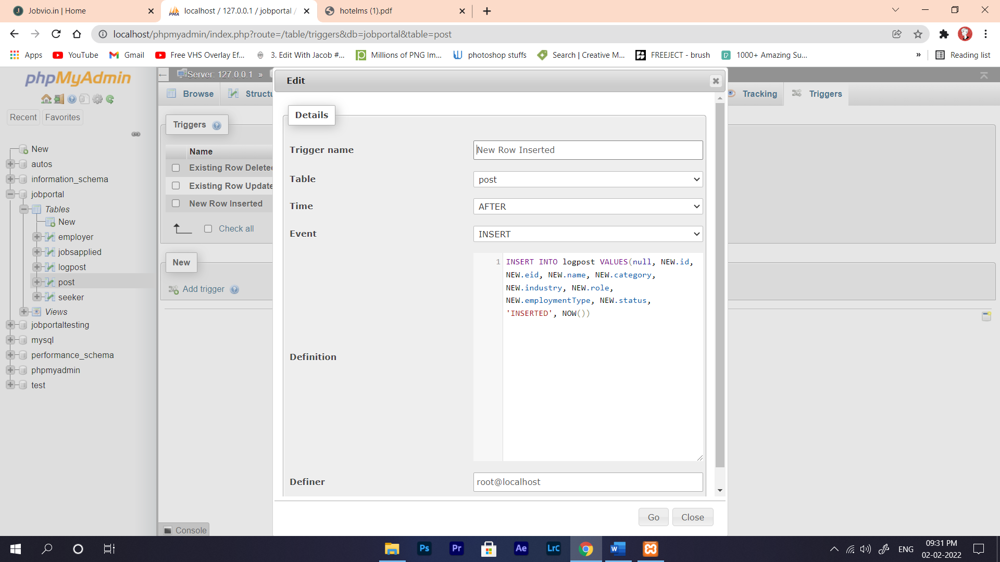 Jobvio.in | Home
localhost / 127.0.0.1 / jobportal /
hotelms (1).pdf
localhost/phpmyadmin/index.php?route=/table/triggers&db=jobportal&table=post
Apps
YouTube
Gmail
Free VHS Overlay Ef...
3. Edit With Jacob #...
Millions of PNG Im...
photoshop stuffs
Search | Creative M...
FREEJECT - brush
1000+ Amazing Su...
»
Reading list
phpMyAdmin
Recent
Favorites
New
autos
information_schema
jobportal
Tables
New
employer
jobsapplied
logpost
post
seeker
Views
jobportaltesting
mysql
performance_schema
phpmyadmin
test
Server: 127.0.0.1 »
Browse
Structu
Tracking
Triggers
Triggers
Name
Existing Row Deleted
Existing Row Update
New Row Inserted
Check all
New
Add trigger
Console
Edit
Details
Trigger name
New Row Inserted
Table
post
Time
AFTER
Event
INSERT
Definition
1
INSERT INTO logpost VALUES(null, NEW.id,
NEW.eid, NEW.name, NEW.category,
NEW.industry, NEW.role,
NEW.employmentType, NEW.status,
'INSERTED', NOW())
Definer
root@localhost
Go
Close
Ps
Pr
Ae
LrC
W
ENG
09:31 PM
02-02-2022